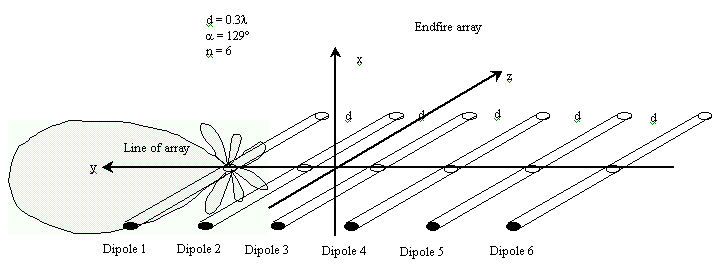 d = 0.3λ
α = 129°
n = 6
Endfire array
x
z
d d d d d
Line of array
y
Dipole 1 Dipole 2 Dipole 3 Dipole 4 Dipole 5 Dipole 6